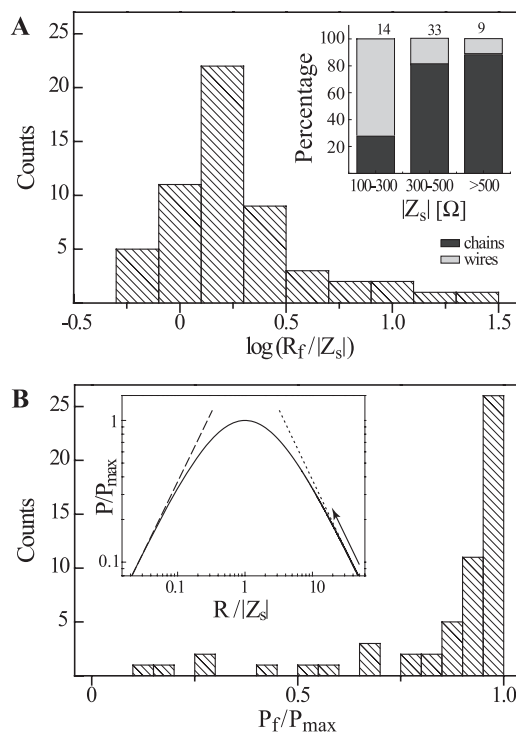 A
25
20
15
10
5
Counts
-0.5
0
0.5
1.0
1.5
log (Rf /|Zs|)
14
33
9
100
80
60
40
20
Percentage
100-300
300-500
>500
|Zs| [Ω]
chains
wires
B
25
20
15
10
5
Counts
0
0.5
1.0
Pf/Pmax
1
0.1
P/Pmax
0.1
1
10
R /|Zs|